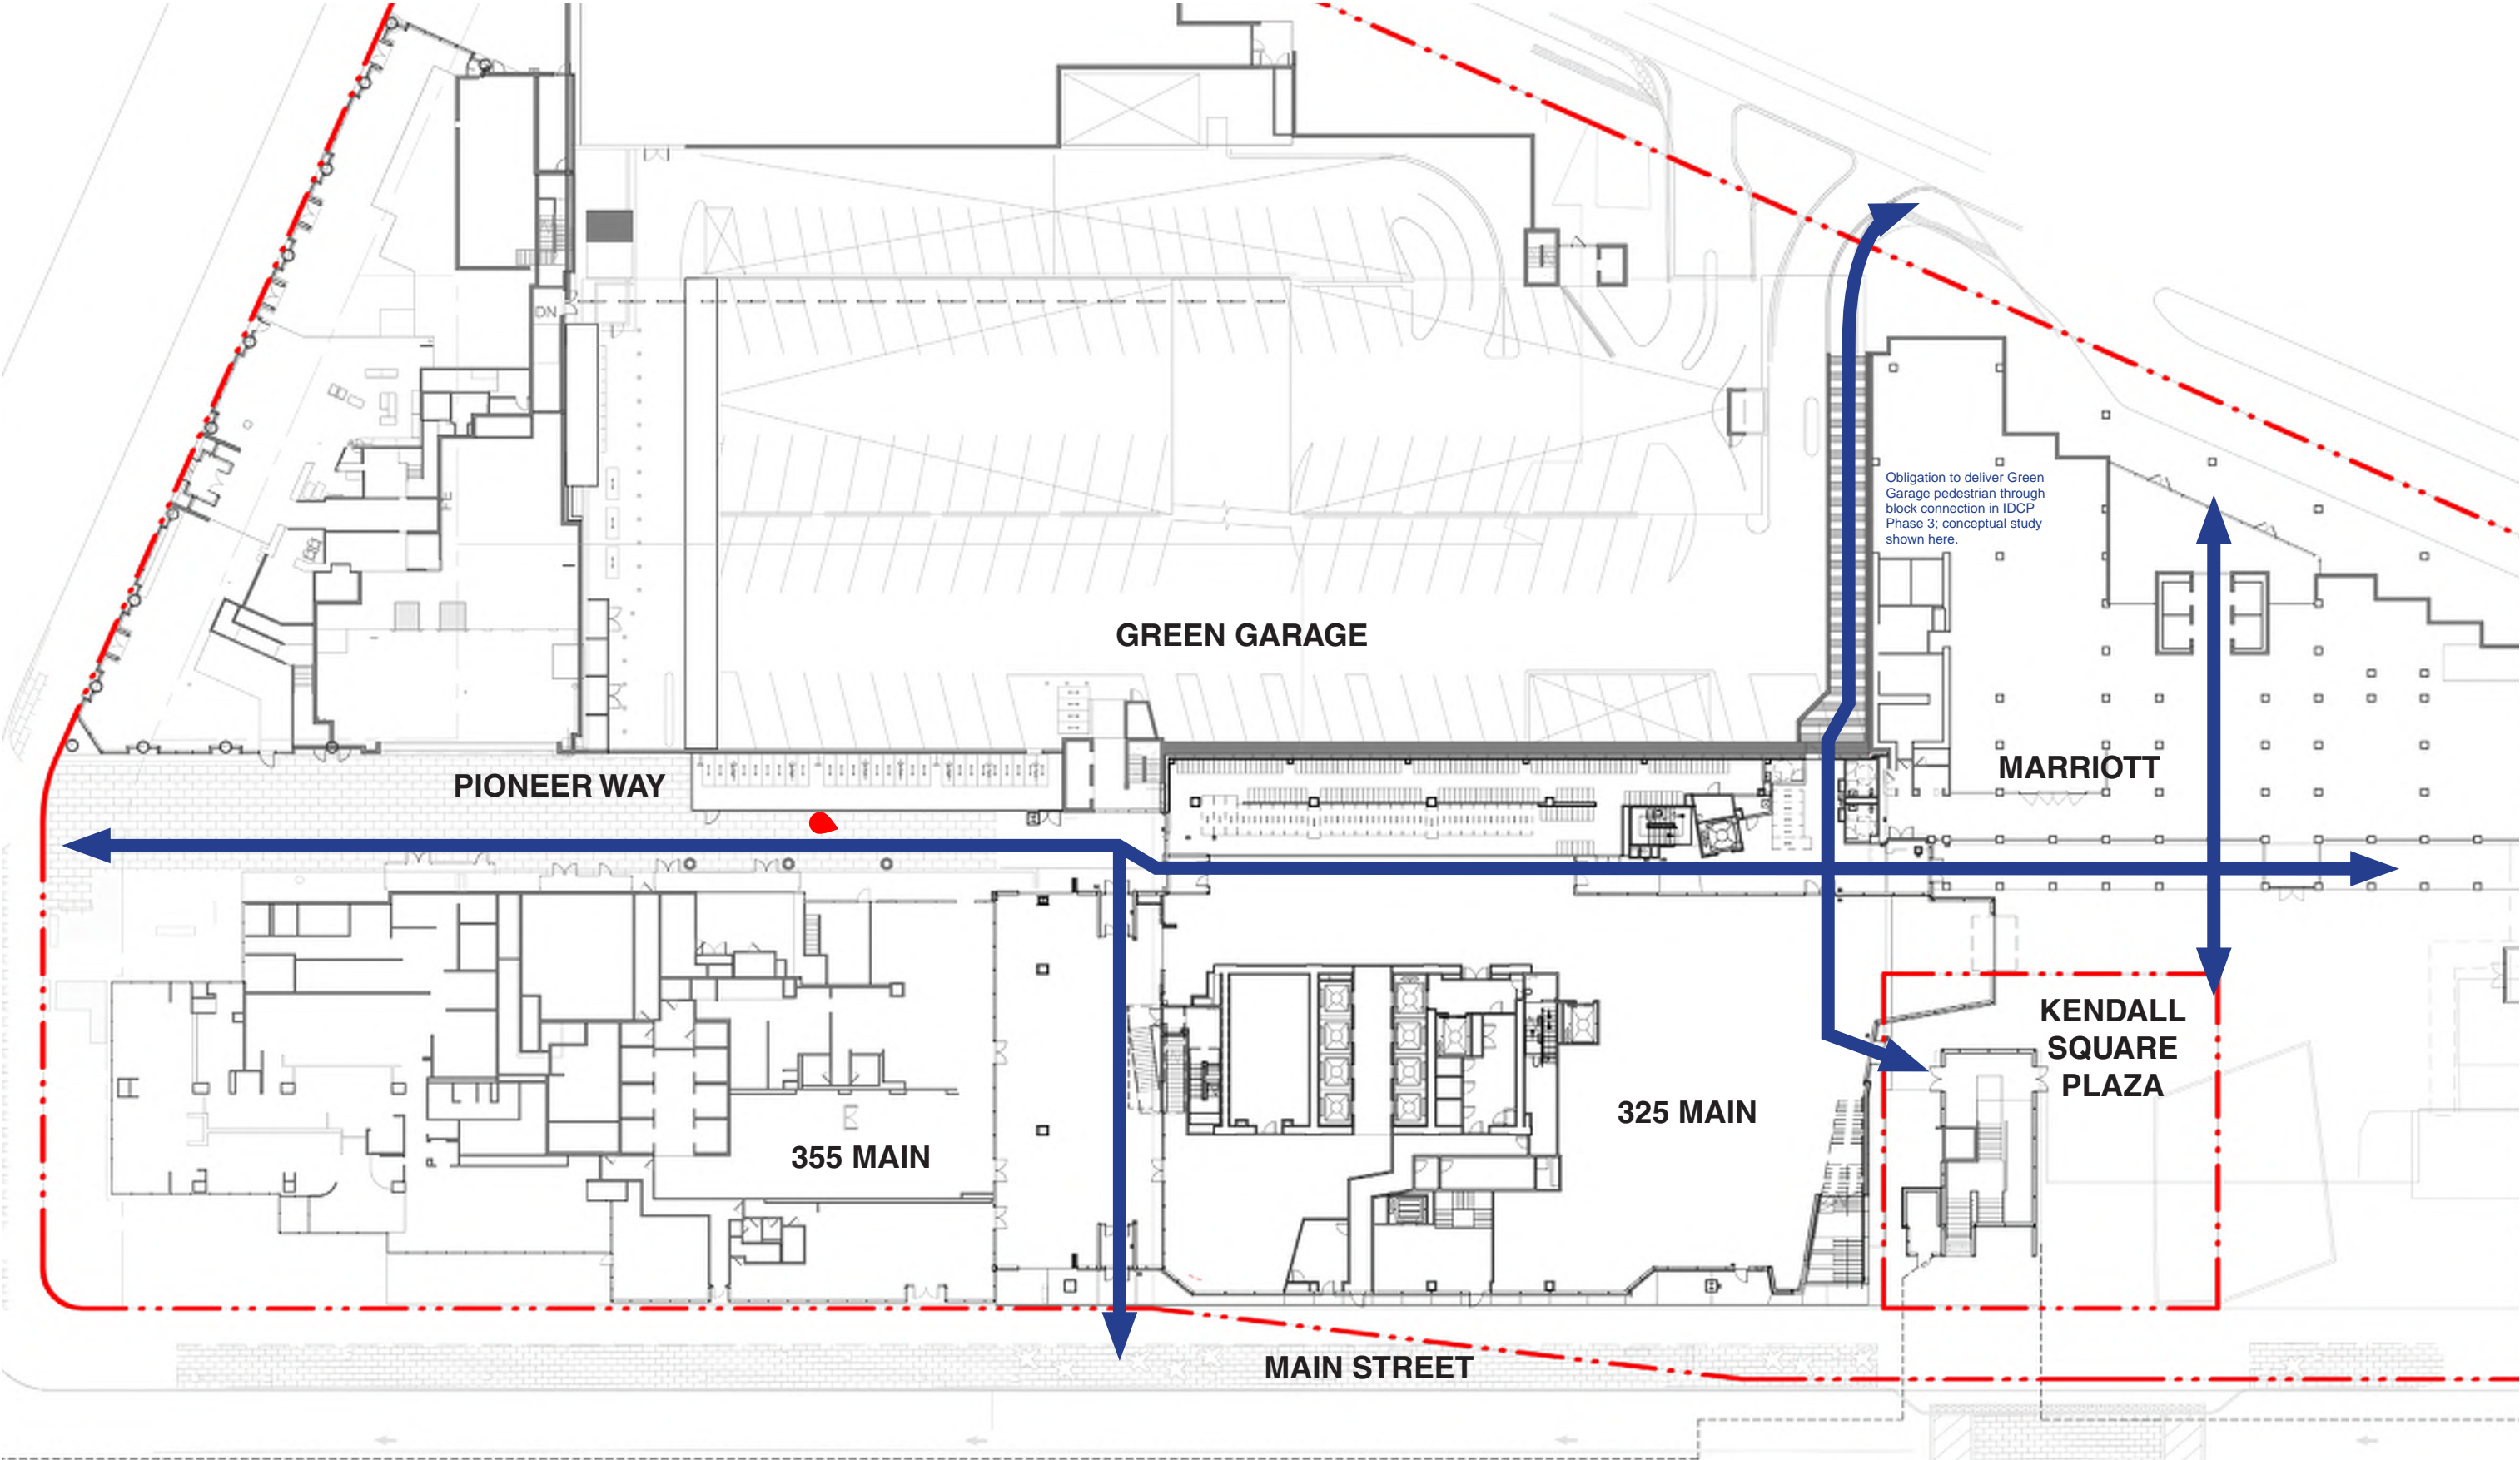 DN
Obligation to deliver Green
Garage pedestrian through
block connection in IDCP
Phase 3; conceptual study
shown here.
GREEN GARAGE
PIONEER WAY
MARRIOTT
KENDALL
SQUARE
PLAZA
325 MAIN
355 MAIN
MAIN STREET